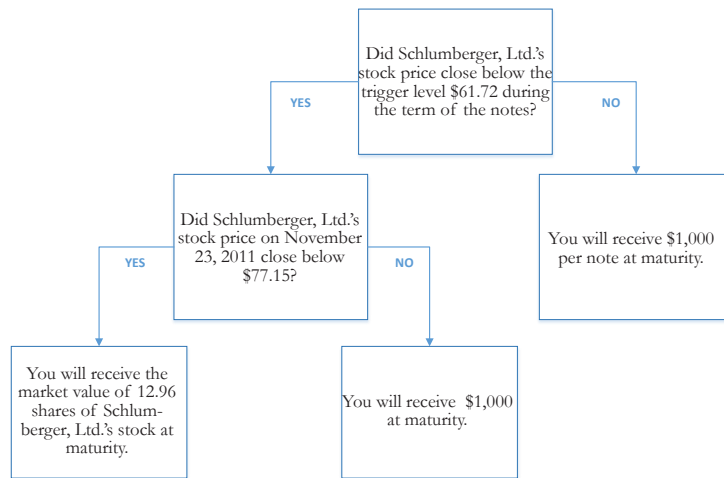 Did Schlumberger, Ltd.'s
stock price close below the
trigger level $61.72 during
the term of the notes?
YES
NO
Did Schlumberger, Ltd.'s
stock price on November
23, 2011 close below
$77.15?
You will receive $1,000
per note at maturity.
YES
NO
You will receive the
market value of 12.96
shares of Schlum-
berger, Ltd.'s stock at
maturity.
You will receive $1,000
at maturity.